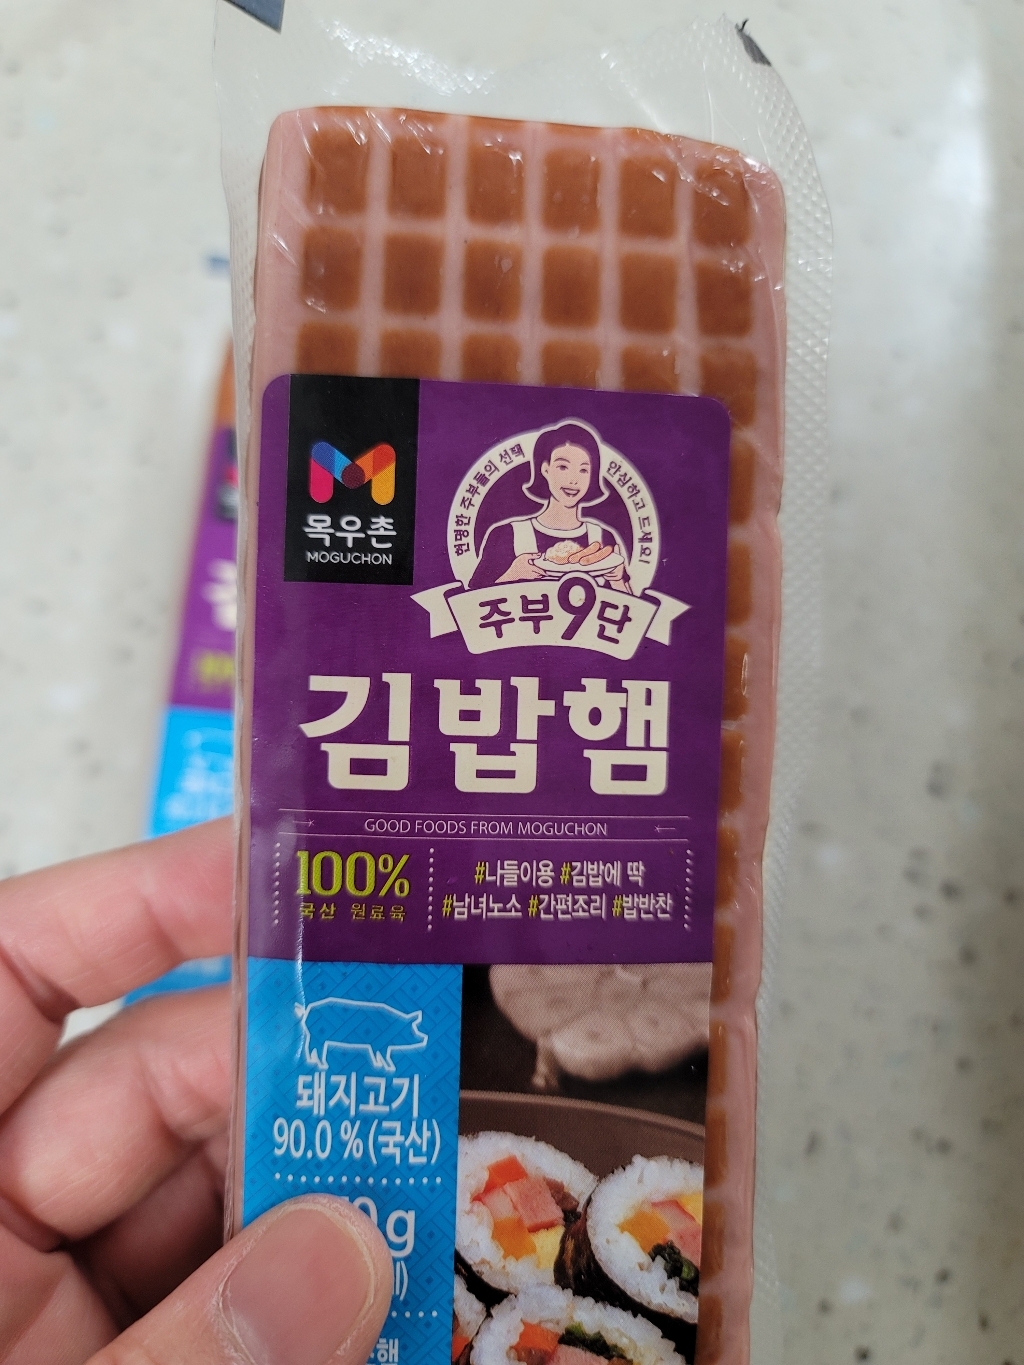 목우촌
MOGUCHON
현명한 주부들의 선택
안심하고 드세요!
주부9단
김밥햄
GOOD FOODS FROM MOGUCHON
100%
국산 원료육
#나들이용 #김밥에 딱
#남녀노소 #간편조리 #밥반찬
돼지고기
90.0 %(국산)